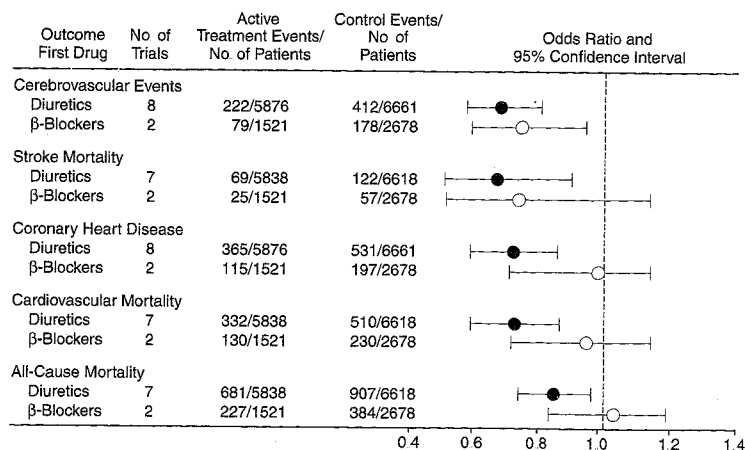 Outcome First Drug No. of Trials Active Treatment Events/ No. of Patients Control Events/ No. of Patients Odds Ratio and 95% Confidence Interval
Cerebrovascular Events
Diuretics 8 222/5876 412/6661
β-Blockers 2 79/1521 178/2678
Stroke Mortality
Diuretics 7 69/5838 122/6618
β-Blockers 2 25/1521 57/2678
Coronary Heart Disease
Diuretics 8 365/5876 531/6661
β-Blockers 2 115/1521 197/2678
Cardiovascular Mortality
Diuretics 7 332/5838 510/6618
β-Blockers 2 130/1521 230/2678
All-Cause Mortality
Diuretics 7 681/5838 907/6618
β-Blockers 2 227/1521 384/2678
0.4 0.6 0.8 1.0 1.2 1.4